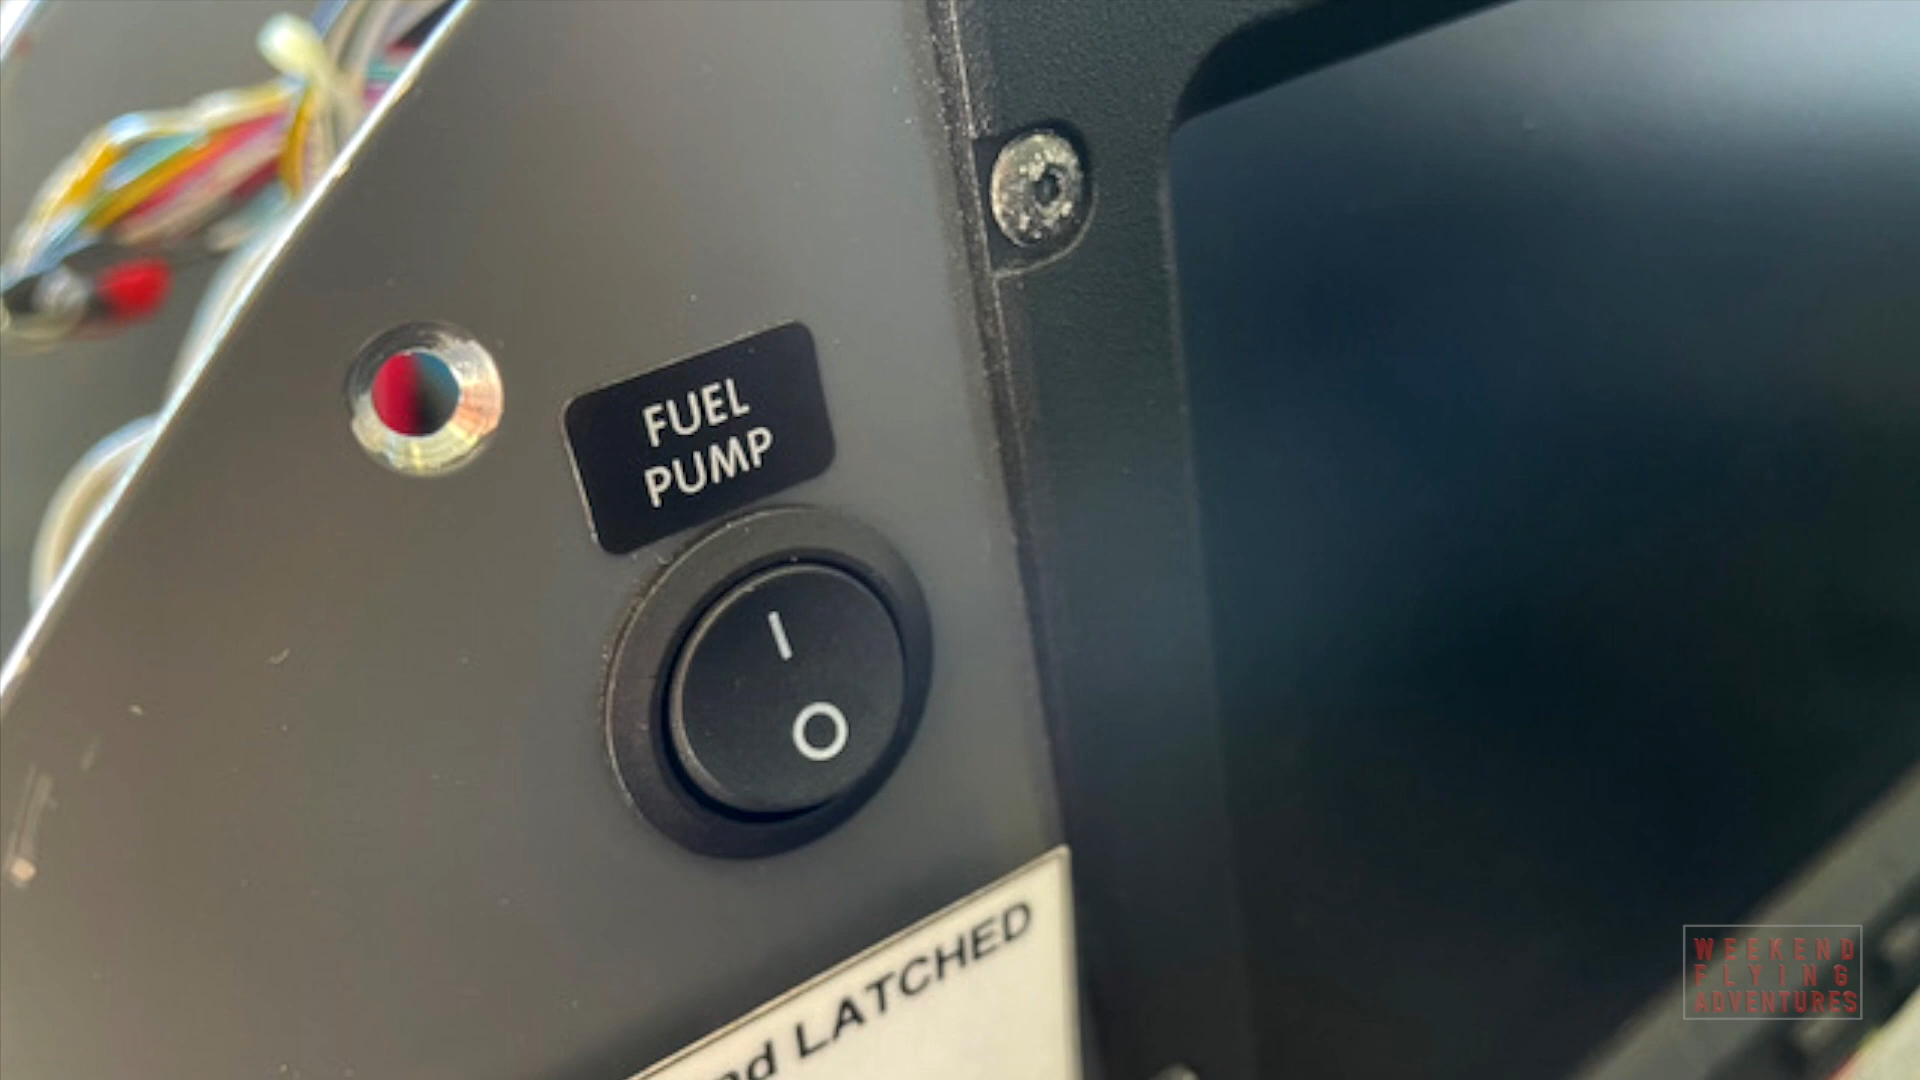 FUEL
PUMP
I
O
LATCHED
WEEKEND
FLYING
ADVENTURES